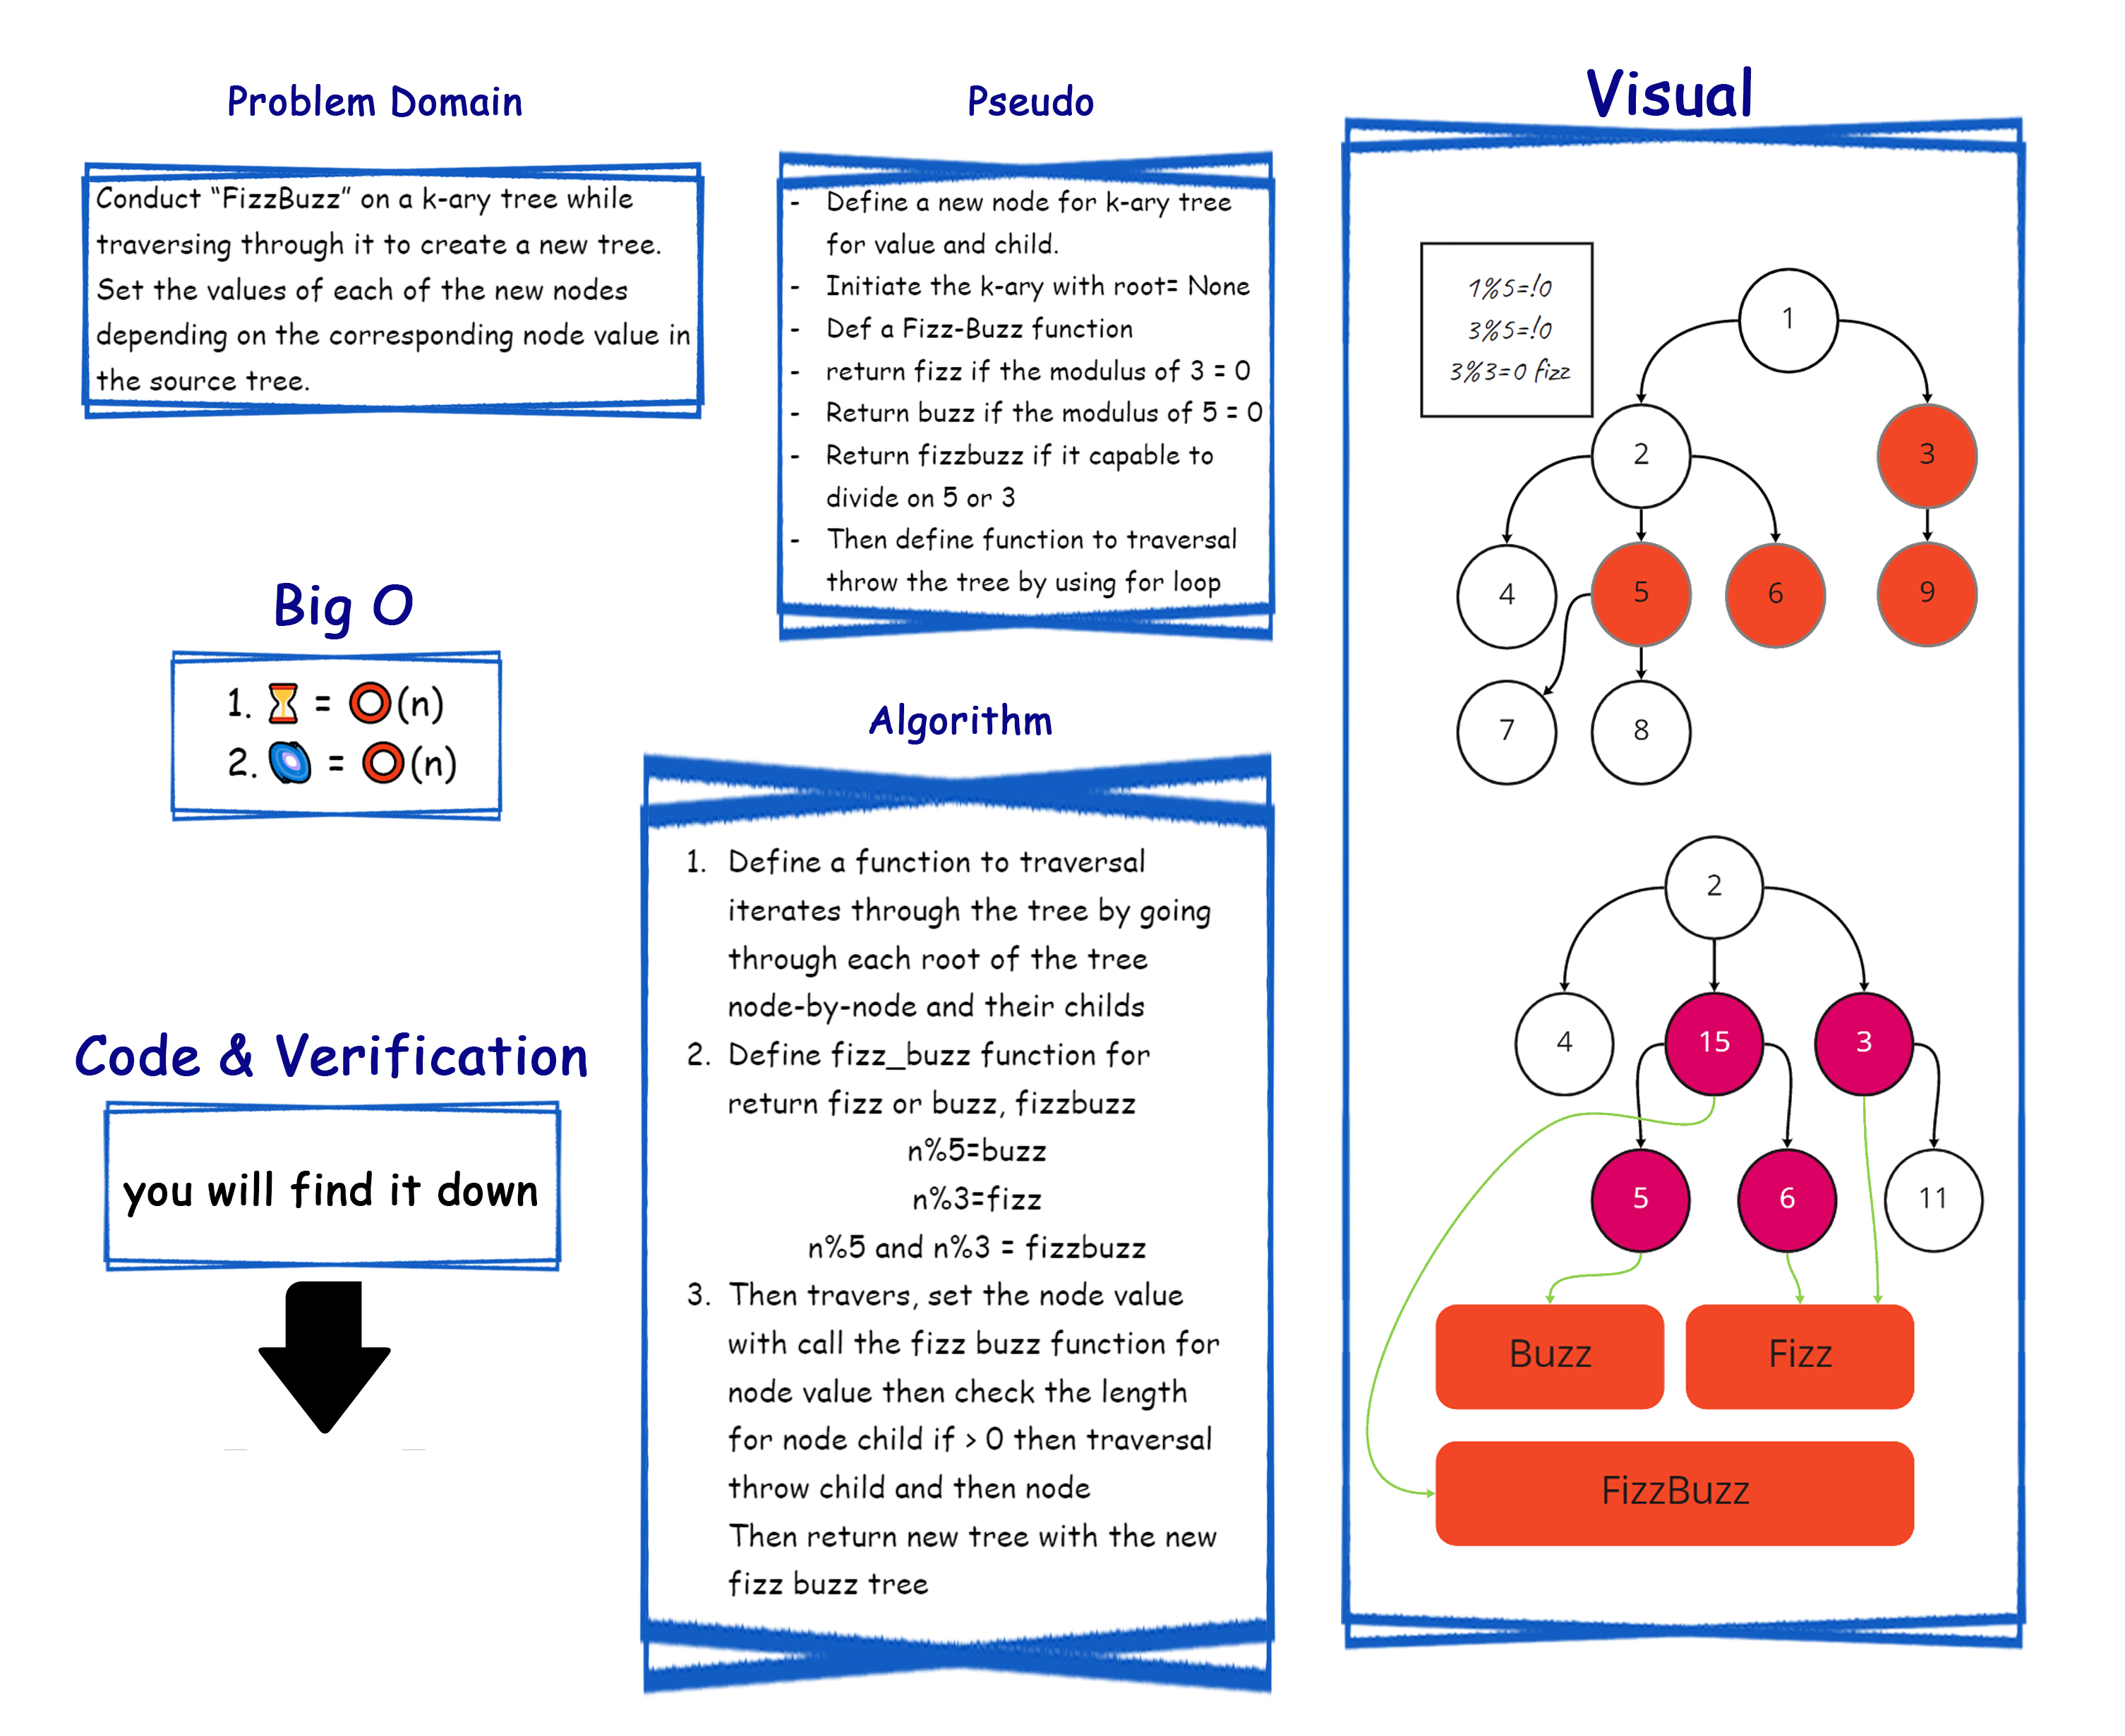 Problem Domain
Conduct “FizzBuzz” on a k-ary tree while
traversing through it to create a new tree.
Set the values of each of the new nodes
depending on the corresponding node value in
the source tree.
Big O
1. = (n)
2. = (n)
Code & Verification
you will find it down
Pseudo
- Define a new node for k-ary tree
for value and child.
- Initiate the k-ary with root= None
- Def a Fizz-Buzz function
- return fizz if the modulus of 3 = 0
- Return buzz if the modulus of 5 = 0
- Return fizzbuzz if it capable to
divide on 5 or 3
- Then define function to traversal
throw the tree by using for loop
Algorithm
1. Define a function to traversal
iterates through the tree by going
through each root of the tree
node-by-node and their childs
2. Define fizz_buzz function for
return fizz or buzz, fizzbuzz
n%5=buzz
n%3=fizz
n%5 and n%3 = fizzbuzz
3. Then travers, set the node value
with call the fizz buzz function for
node value then check the length
for node child if > 0 then traversal
throw child and then node
Then return new tree with the new
fizz buzz tree
Visual
1%5=!0
3%5=!0
3%3=0 fizz
1
2
3
4
5
6
9
7
8
2
4
15
3
5
6
11
Buzz
Fizz
FizzBuzz